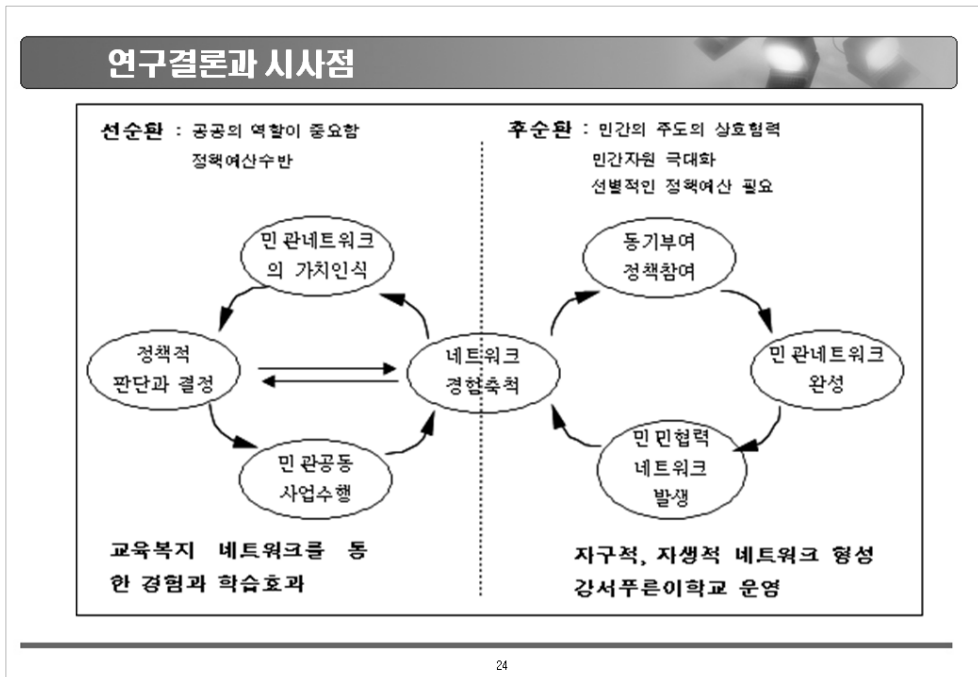 연구결론과 시사점
선순환 : 공공의 역할이 중요함
정책예산수반
후순환 : 민간의 주도의 상호협력
민간자원 극대화
선별적인 정책예산 필요
민관네트워크
의 가치인식
정책적
판단과 결정
민관공동
사업수행
네트워크
경험축척
동기부여
정책참여
민관네트워크
완성
민민협력
네트워크
발생
교육복지 네트워크를 통
한 경험과 학습효과
자구적, 자생적 네트워크 형성
강서푸른이학교 운영
24